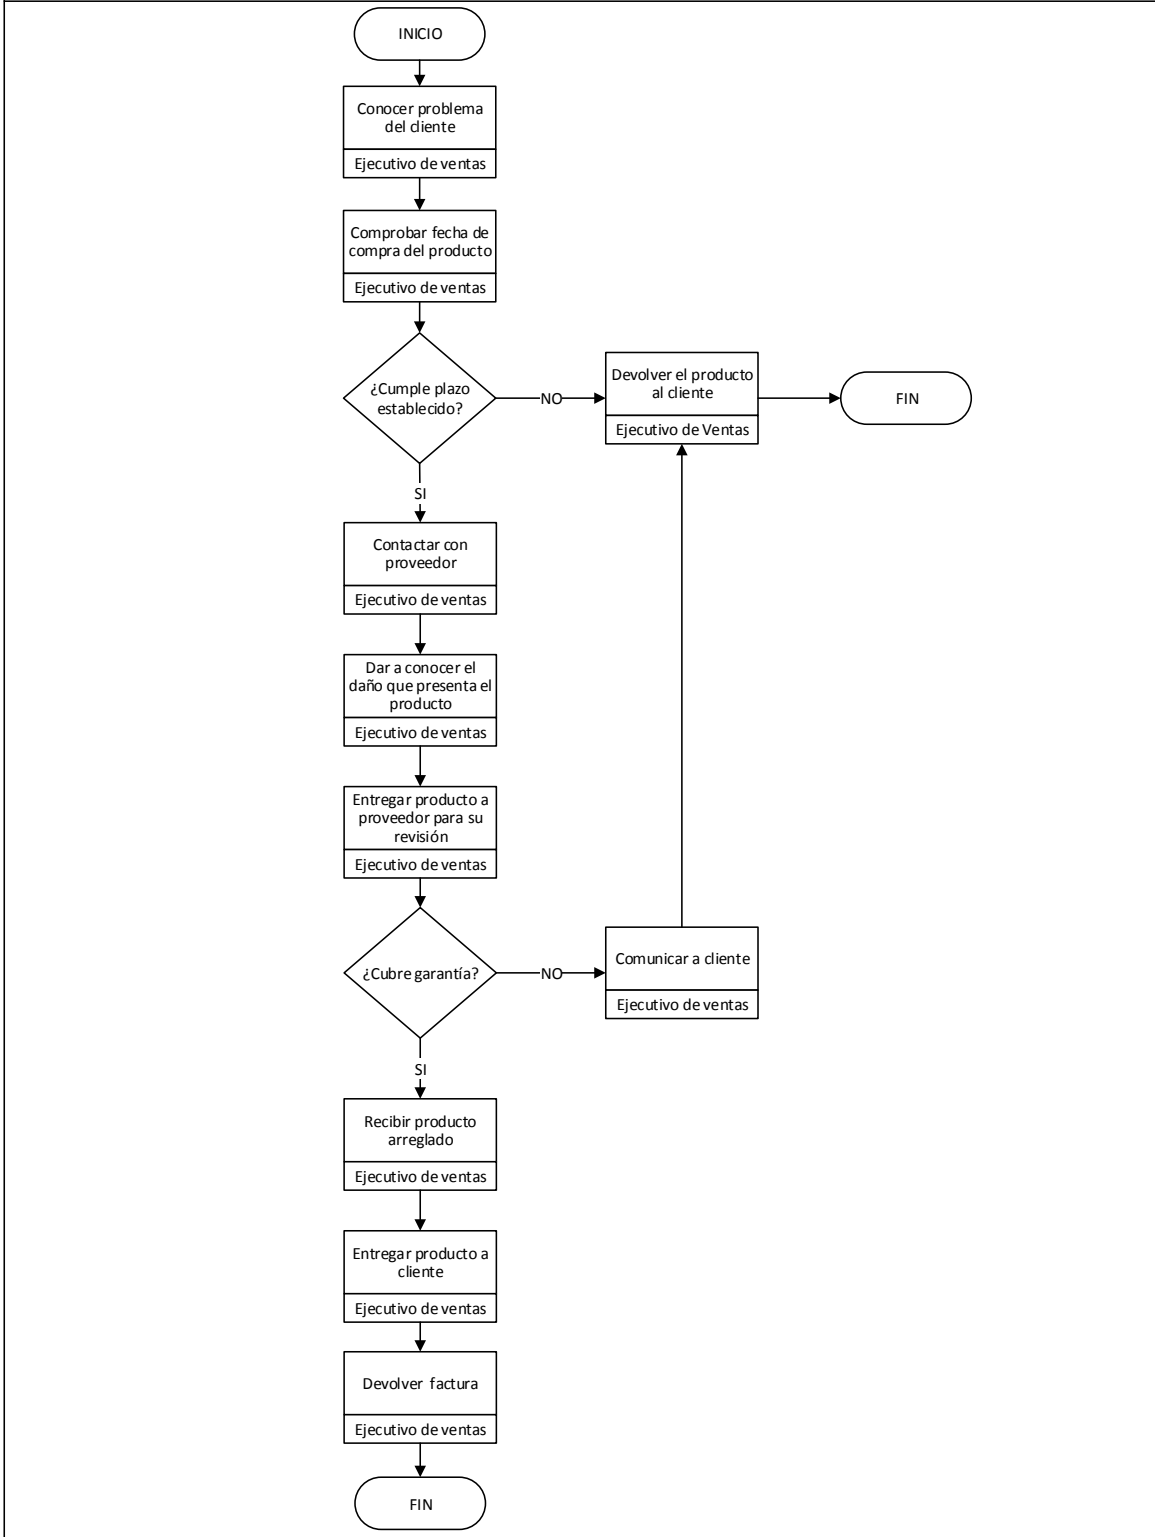 INICIO
Conocer problema
del cliente
Ejecutivo de ventas
Comprobar fecha de
compra del producto
Ejecutivo de ventas
¿Cumple plazo
establecido?
NO
Devolver el producto
al cliente
Ejecutivo de Ventas
FIN
SI
Contactar con
proveedor
Ejecutivo de ventas
Dar a conocer el
daño que presenta el
producto
Ejecutivo de ventas
Entregar producto a
proveedor para su
revisión
Ejecutivo de ventas
¿Cubre garantía?
NO
Comunicar a cliente
Ejecutivo de ventas
SI
Recibir producto
arreglado
Ejecutivo de ventas
Entregar producto a
cliente
Ejecutivo de ventas
Devolver factura
Ejecutivo de ventas
FIN